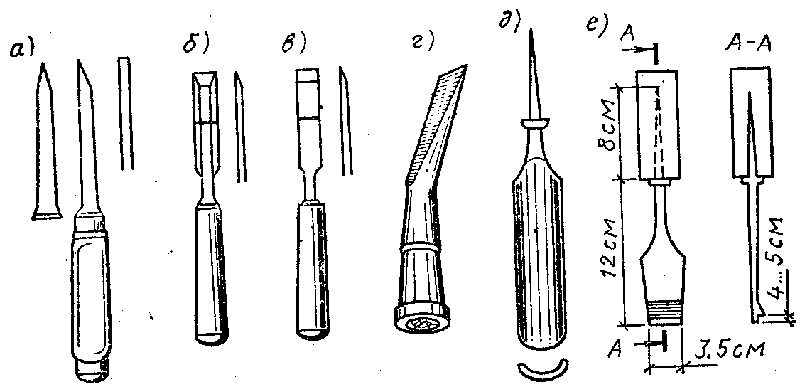 а) б) в) г) д) е)
А А-А
8см
12см
4...5см
А 3,5см